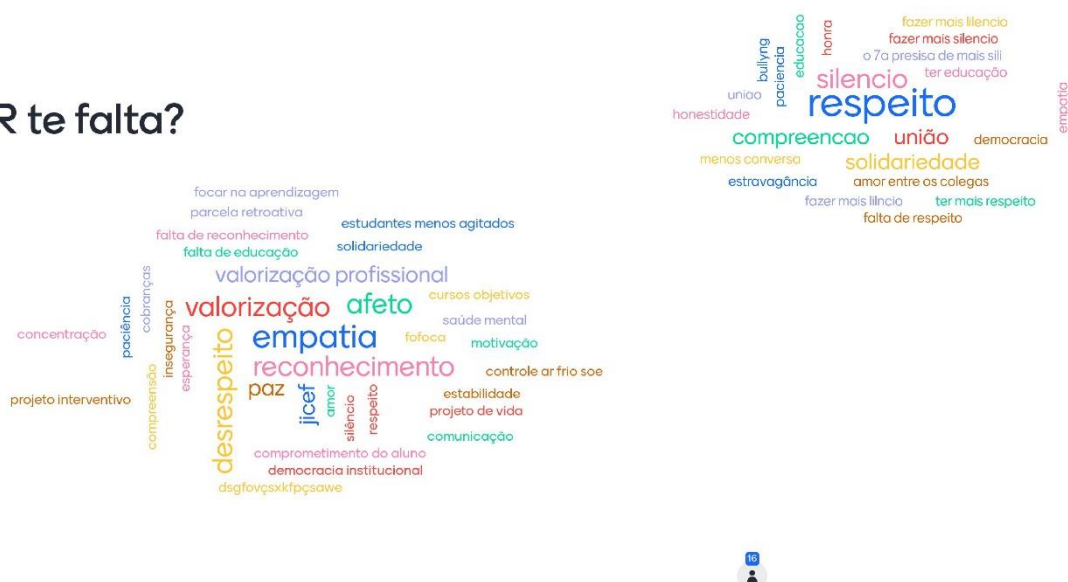 R te falta?
focar na aprendizagem
parcela retroativa
estudantes menos agitados
falta de reconhecimento
solidariedade
falta de educação
valorização profissional
cobranças
paciência
insegurança
valorização
afeto
cursos objetivos
saúde mental
concentração
esperança
empatia
fofoca
motivação
desrespeito
reconhecimento
controle ar frio soe
projeto interventivo
compreensão
paz
jicef
amor
silêncio
respeito
estabilidade
projeto de vida
comunicação
comprometimento do aluno
democracia institucional
dsgfovçsxkfpçsawe
fazer mais lilencio
fazer mais silencio
o 7a presisa de mais sili
ter educação
honra
educacao
bullyng
paciencia
silencio
uniao
respeito
honestidade
empatia
compreencao
união
democracia
menos conversa
solidariedade
estravagância
amor entre os colegas
fazer mais lilncio
ter mais respeito
falta de respeito
16